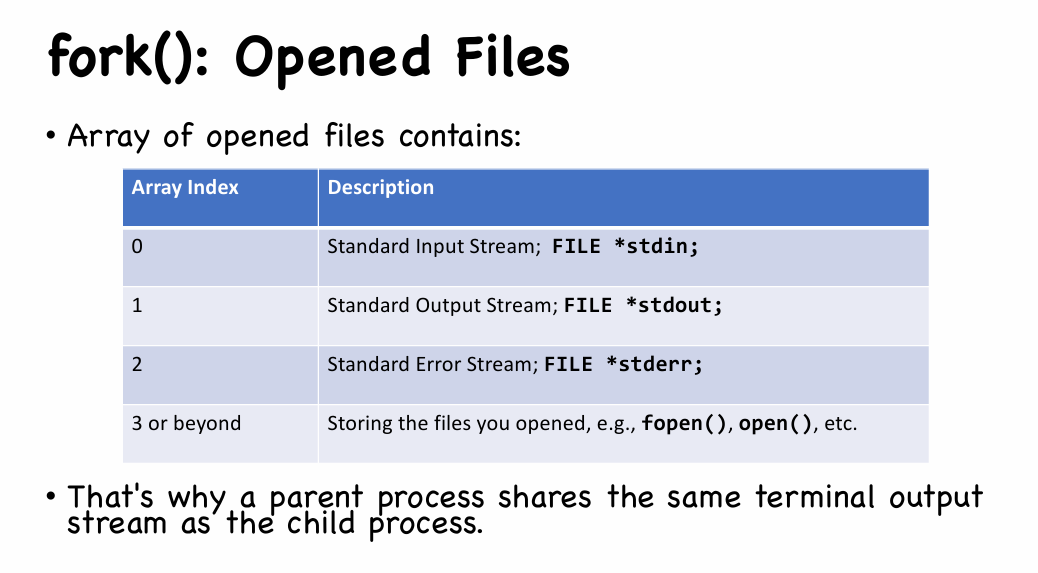 fork(): Opened Files
• Array of opened files contains:
Array Index Description
0 Standard Input Stream; FILE *stdin;
1 Standard Output Stream; FILE *stdout;
2 Standard Error Stream; FILE *stderr;
3 or beyond Storing the files you opened, e.g., fopen(), open(), etc.
• That's why a parent process shares the same terminal output
stream as the child process.